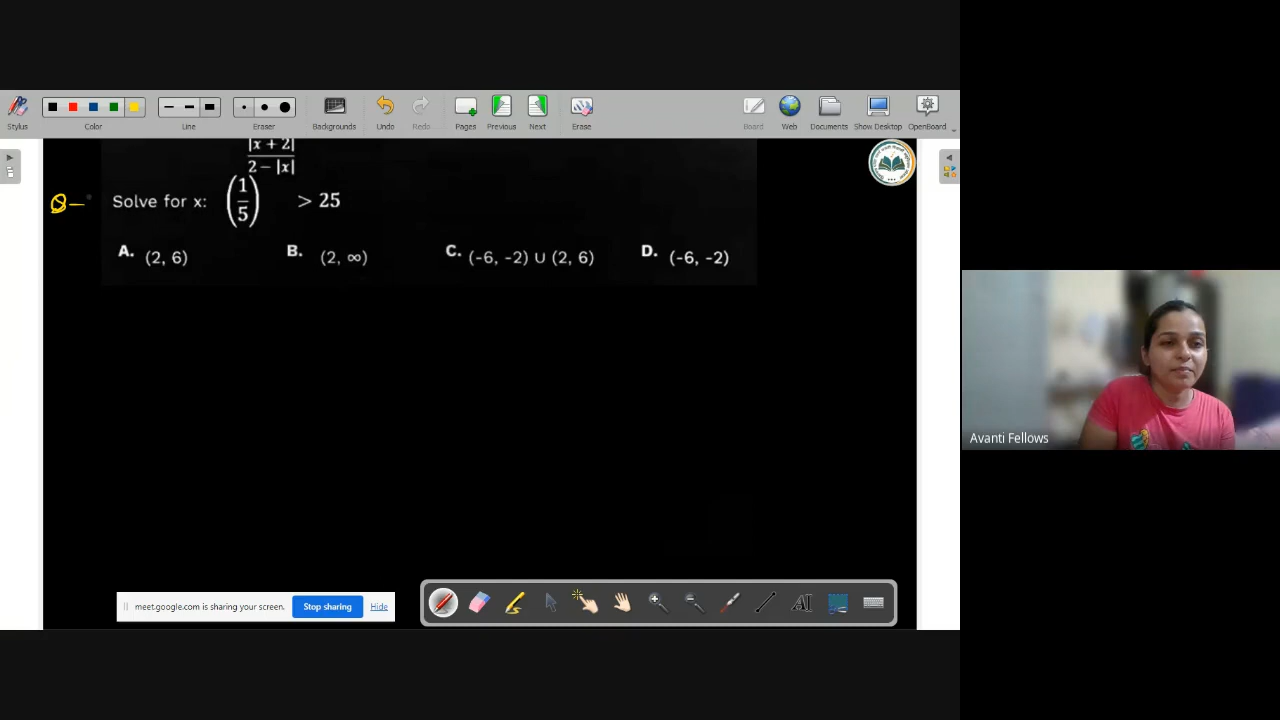 Stylus
Color
Line
Eraser
Backgrounds
Undo
Redo
Pages
Previous
Next
Erase
Board
Web
Documents
Show Desktop
OpenBoard
|x + 2|
2 − |x|
Q- Solve for x: (1/5) > 25
A. (2, 6) B. (2, ∞) C. (-6, -2) ∪ (2, 6) D. (-6, -2)
Avanti Fellows
meet.google.com is sharing your screen. Stop sharing Hide
AI